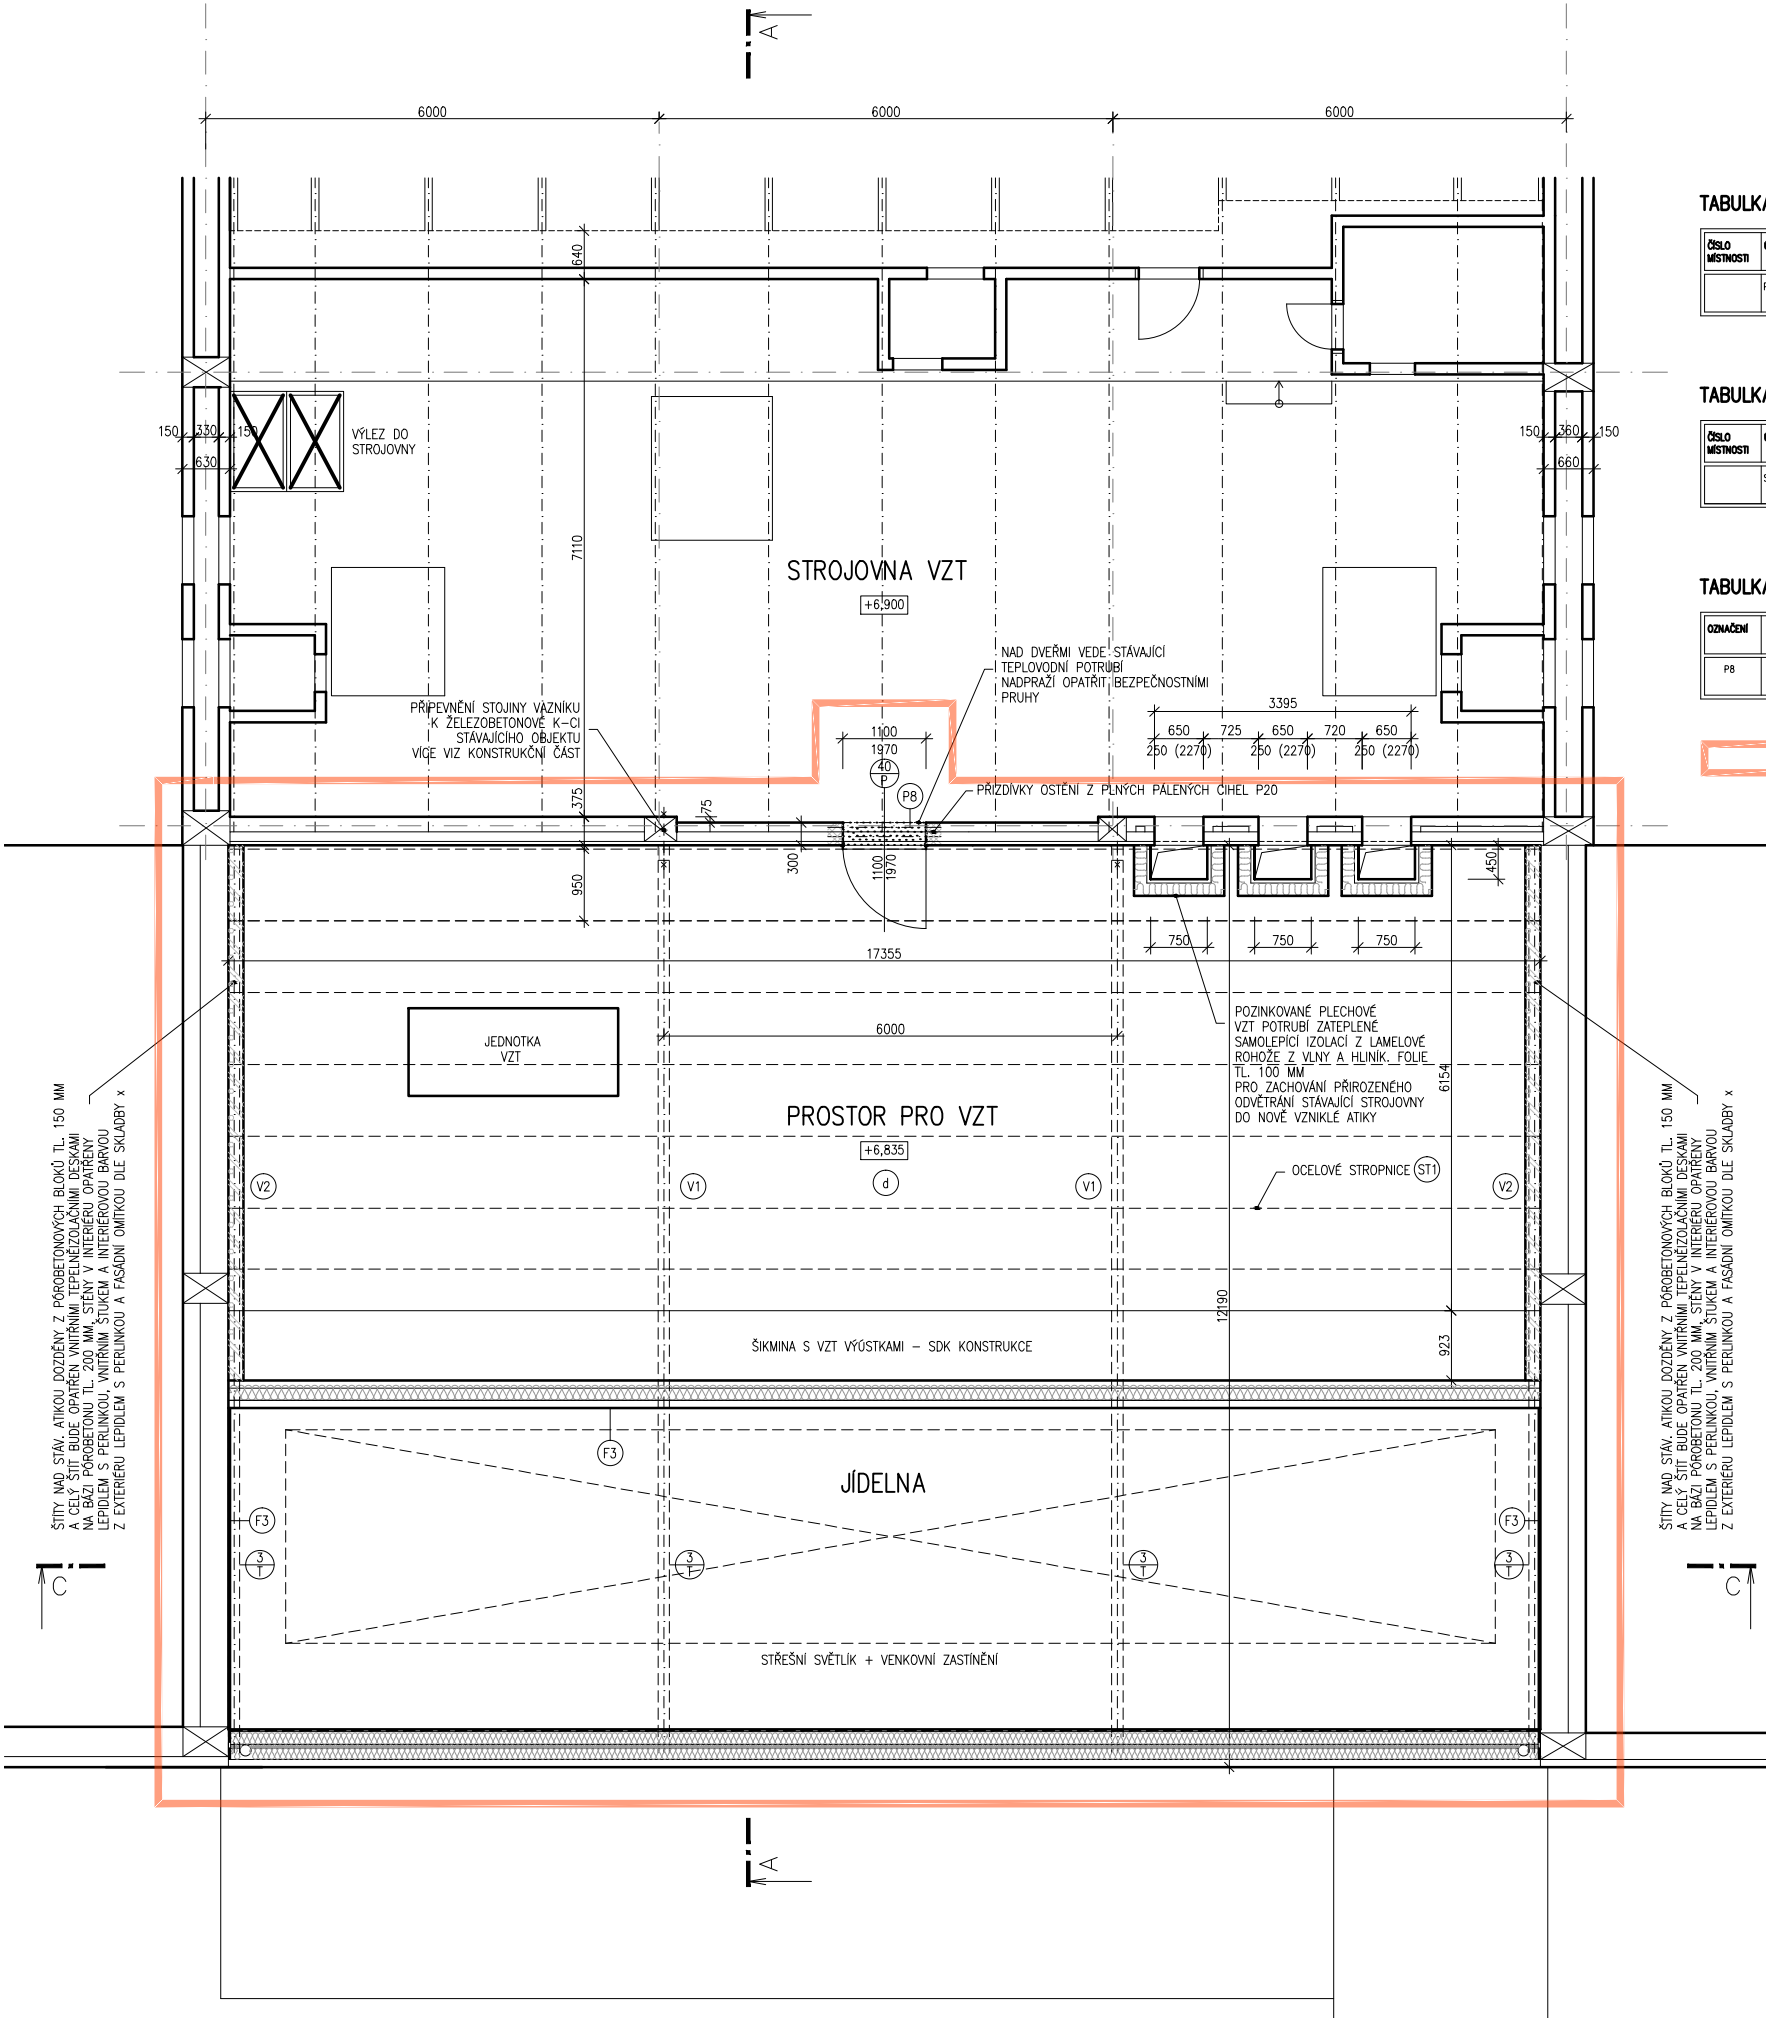 A
6000
6000
6000
TABULKA
ČÍSLO
MÍSTNOSTI
640
TABULKA
ČÍSLO
MÍSTNOSTI
150
330
150
630
VÝLEZ DO
STROJOVNY
150
360
150
660
7110
STROJOVNA VZT
+6,900
TABULKA
OZNAČENÍ
P8
NAD DVEŘMI VEDE STÁVAJÍCÍ
TEPLOVODNÍ POTRUBÍ
NADPRAŽÍ OPATŘIT BEZPEČNOSTNÍMI
PRUHY
PŘIPEVNĚNÍ STOJINY VAZNÍKU
K ŽELEZOBETONOVÉ K-CI
STÁVAJÍCÍHO OBJEKTU
VÍCE VIZ KONSTRUKČNÍ ČÁST
3395
650
725
650
720
650
250 (2270)
250 (2270)
250 (2270)
1100
1970
40
P
P8
PŘIZDÍVKY OSTĚNÍ Z PLNÝCH PÁLENÝCH CIHEL P20
375
75
300
1100
1970
950
450
750
750
750
17355
6000
JEDNOTKA
VZT
POZINKOVANÉ PLECHOVÉ
VZT POTRUBÍ ZATEPLENÉ
SAMOLEPÍCÍ IZOLACÍ Z LAMELOVÉ
ROHOŽE Z VLNY A HLINÍK. FOLIE
TL. 100 MM
PRO ZACHOVÁNÍ PŘIROZENÉHO
ODVĚTRÁNÍ STÁVAJÍCÍ STROJOVNY
DO NOVĚ VZNIKLÉ ATIKY
6154
PROSTOR PRO VZT
+6,835
d
V2
V1
V1
V2
OCELOVÉ STROPNICE
ST1
ŠTÍTY NAD STÁV. ATIKOU DOZDĚNY Z PÓROBETONOVÝCH BLOKŮ TL. 150 MM
A CELÝ ŠTÍT BUDE OPATŘEN VNITŘNÍMI TEPELNĚIZOLAČNÍMI DESKAMI
NA BÁZI PÓROBETONU TL. 200 MM, STĚNY V INTERIÉRU OPATŘENY
LEPIDLEM S PERLINKOU, VNITŘNÍM ŠTUKEM A INTERIÉROVOU BARVOU
Z EXTERIÉRU LEPIDLEM S PERLINKOU A FASÁDNÍ OMÍTKOU DLE SKLADBY x
ŠTÍTY NAD STÁV. ATIKOU DOZDĚNY Z PÓROBETONOVÝCH BLOKŮ TL. 150 MM
A CELÝ ŠTÍT BUDE OPATŘEN VNITŘNÍMI TEPELNĚIZOLAČNÍMI DESKAMI
NA BÁZI PÓROBETONU TL. 200 MM, STĚNY V INTERIÉRU OPATŘENY
LEPIDLEM S PERLINKOU, VNITŘNÍM ŠTUKEM A INTERIÉROVOU BARVOU
Z EXTERIÉRU LEPIDLEM S PERLINKOU A FASÁDNÍ OMÍTKOU DLE SKLADBY x
12190
923
ŠIKMINA S VZT VÝÚSTKAMI – SDK KONSTRUKCE
F3
JÍDELNA
F3
F3
3
T
3
T
3
T
3
T
C
C
STŘEŠNÍ SVĚTLÍK + VENKOVNÍ ZASTÍNĚNÍ
A